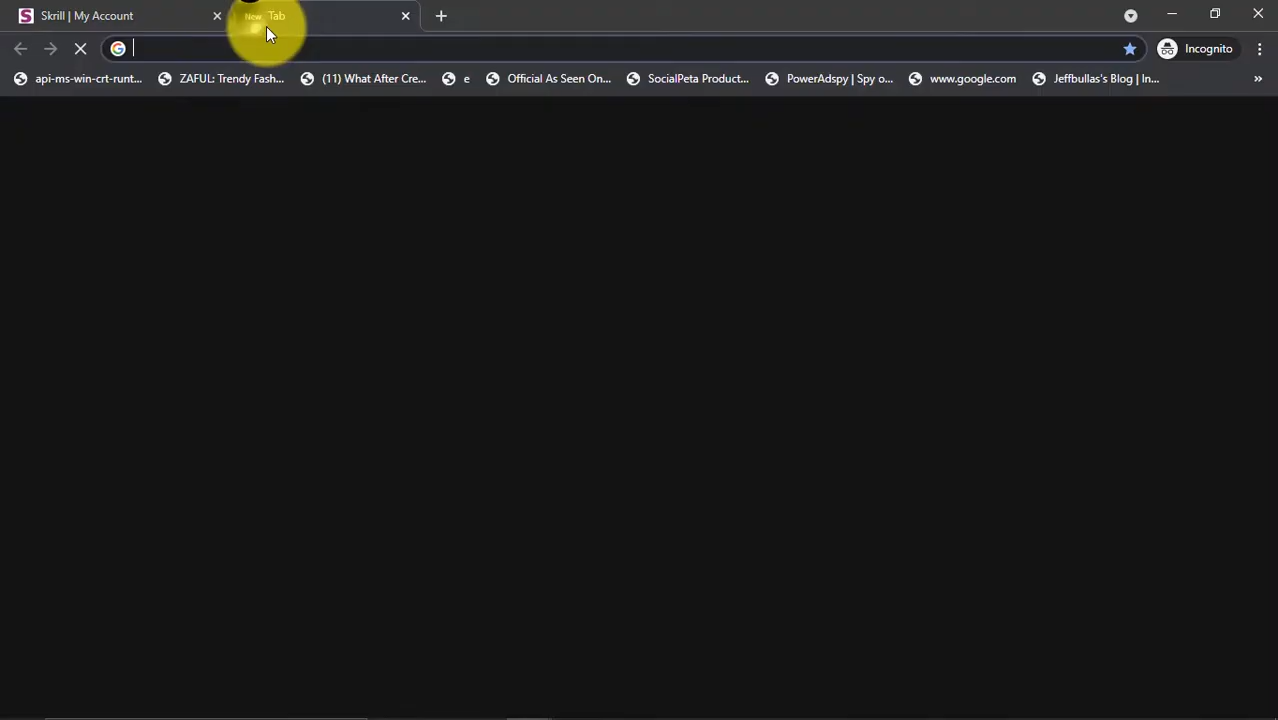 Skrill | My Account
New Tab
Incognito
api-ms-win-crt-runt...
ZAFUL: Trendy Fash...
(11) What After Cre...
e
Official As Seen On...
SocialPeta Product...
PowerAdspy | Spy o...
www.google.com
Jeffbullas's Blog | In...